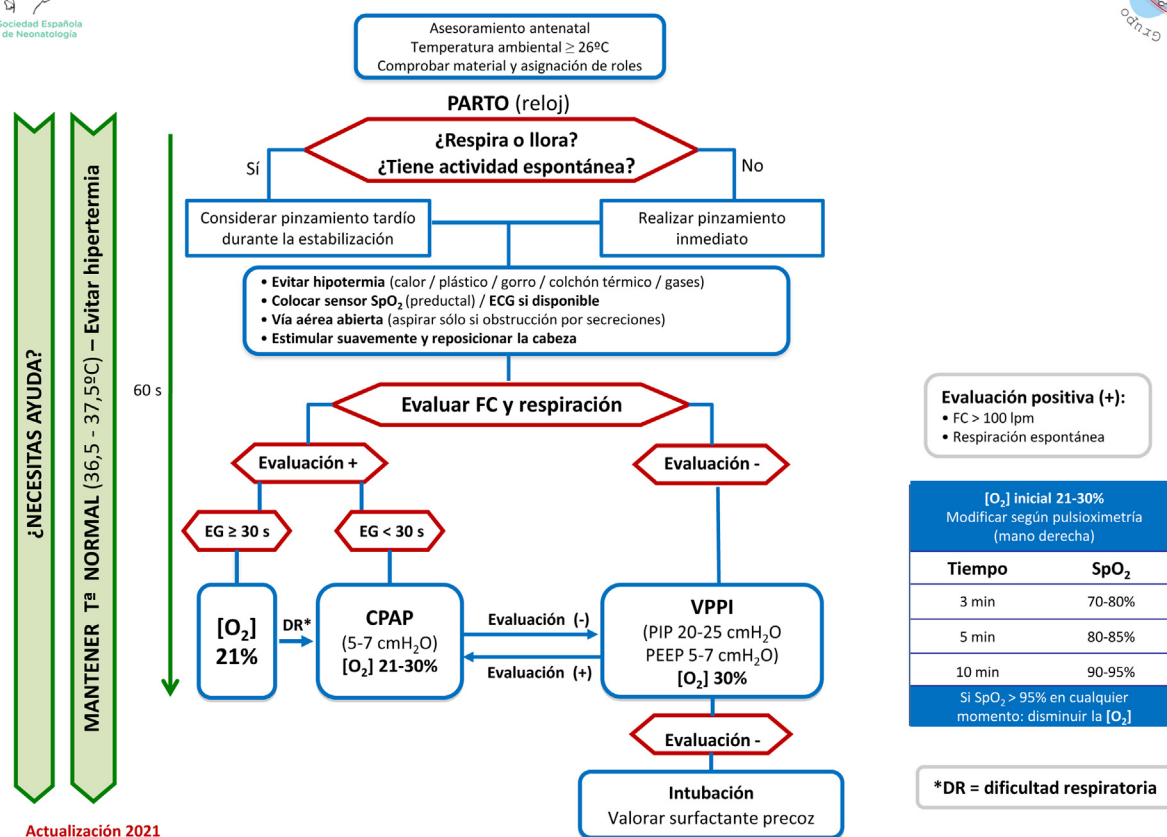 Sociedad Española
de Neonatología
Grupo
Asesoramiento antenatal
Temperatura ambiental ≥ 26ºC
Comprobar material y asignación de roles
PARTO (reloj)
¿Respira o llora?
¿Tiene actividad espontánea?
Sí
No
Considerar pinzamiento tardío
durante la estabilización
Realizar pinzamiento
inmediato
• Evitar hipotermia (calor / plástico / gorro / colchón térmico / gases)
• Colocar sensor SpO₂ (preductal) / ECG si disponible
• Vía aérea abierta (aspirar sólo si obstrucción por secreciones)
• Estimular suavemente y reposicionar la cabeza
¿NECESITAS AYUDA?
MANTENER Tª NORMAL (36,5 - 37,5ºC) – Evitar hipertermia
60 s
Evaluar FC y respiración
Evaluación +
Evaluación -
EG ≥ 30 s
EG < 30 s
[O₂]
21%
DR*
CPAP
(5-7 cmH₂O)
[O₂] 21-30%
Evaluación (-)
Evaluación (+)
VPPI
(PIP 20-25 cmH₂O
PEEP 5-7 cmH₂O)
[O₂] 30%
Evaluación -
Intubación
Valorar surfactante precoz
Evaluación positiva (+):
• FC > 100 lpm
• Respiración espontánea
[O₂] inicial 21-30%
Modificar según pulsioximetría
(mano derecha)
Tiempo SpO₂
3 min 70-80%
5 min 80-85%
10 min 90-95%
Si SpO₂ > 95% en cualquier
momento: disminuir la [O₂]
*DR = dificultad respiratoria
Actualización 2021